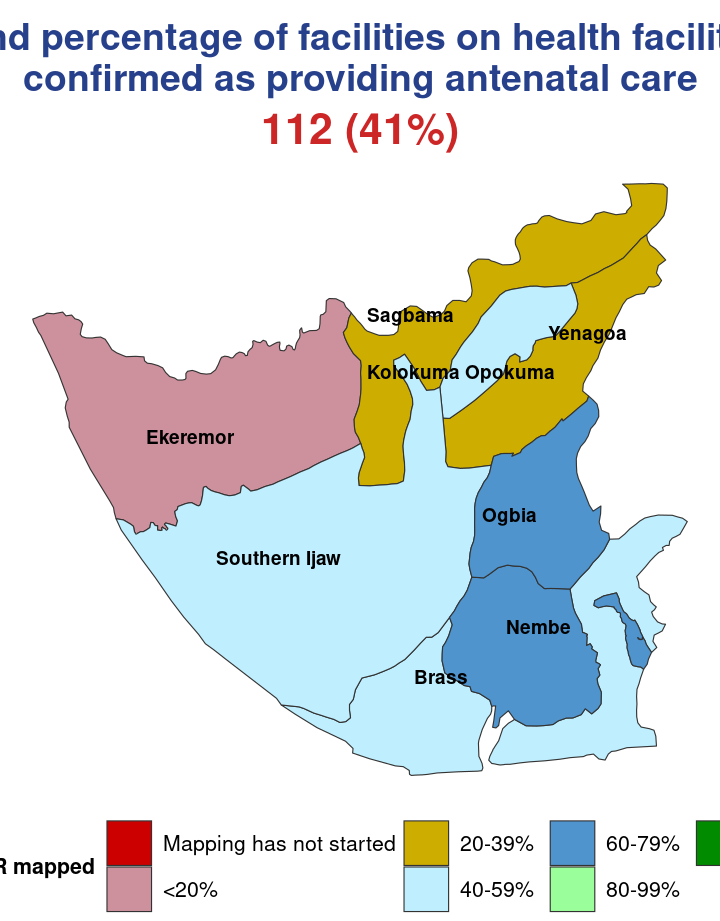 percentage of facilities on health
confirmed as providing antenatal care
112 (41%)
Sagbama
Yenagoa
Kolokuma Opokuma
Ekeremor
Ogbia
Southern Ijaw
Nembe
Brass
mapped
Mapping has not started
20-39%
60-79%
<20%
40-59%
80-99%